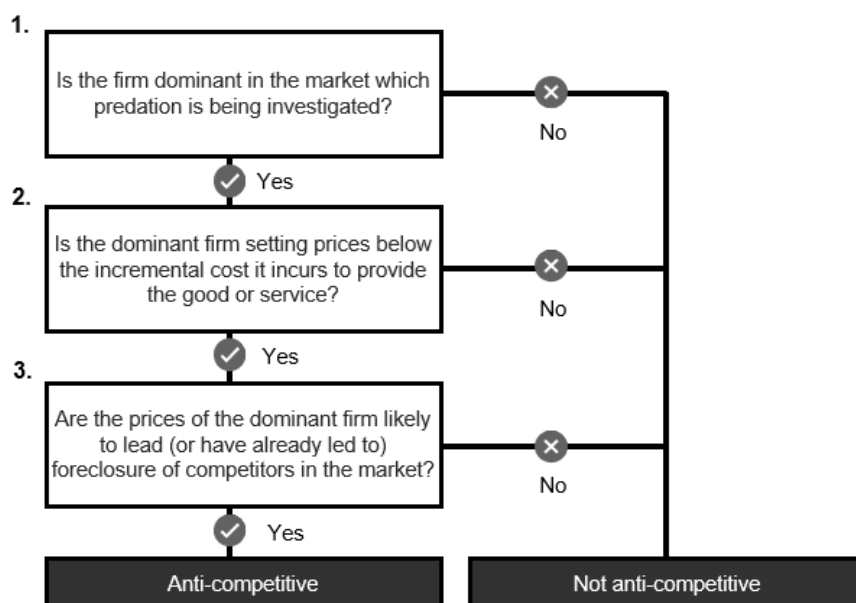 1.
Is the firm dominant in the market which
predation is being investigated?
No
Yes
2.
Is the dominant firm setting prices below
the incremental cost it incurs to provide
the good or service?
No
Yes
3.
Are the prices of the dominant firm likely
to lead (or have already led to)
foreclosure of competitors in the market?
No
Yes
Anti-competitive
Not anti-competitive